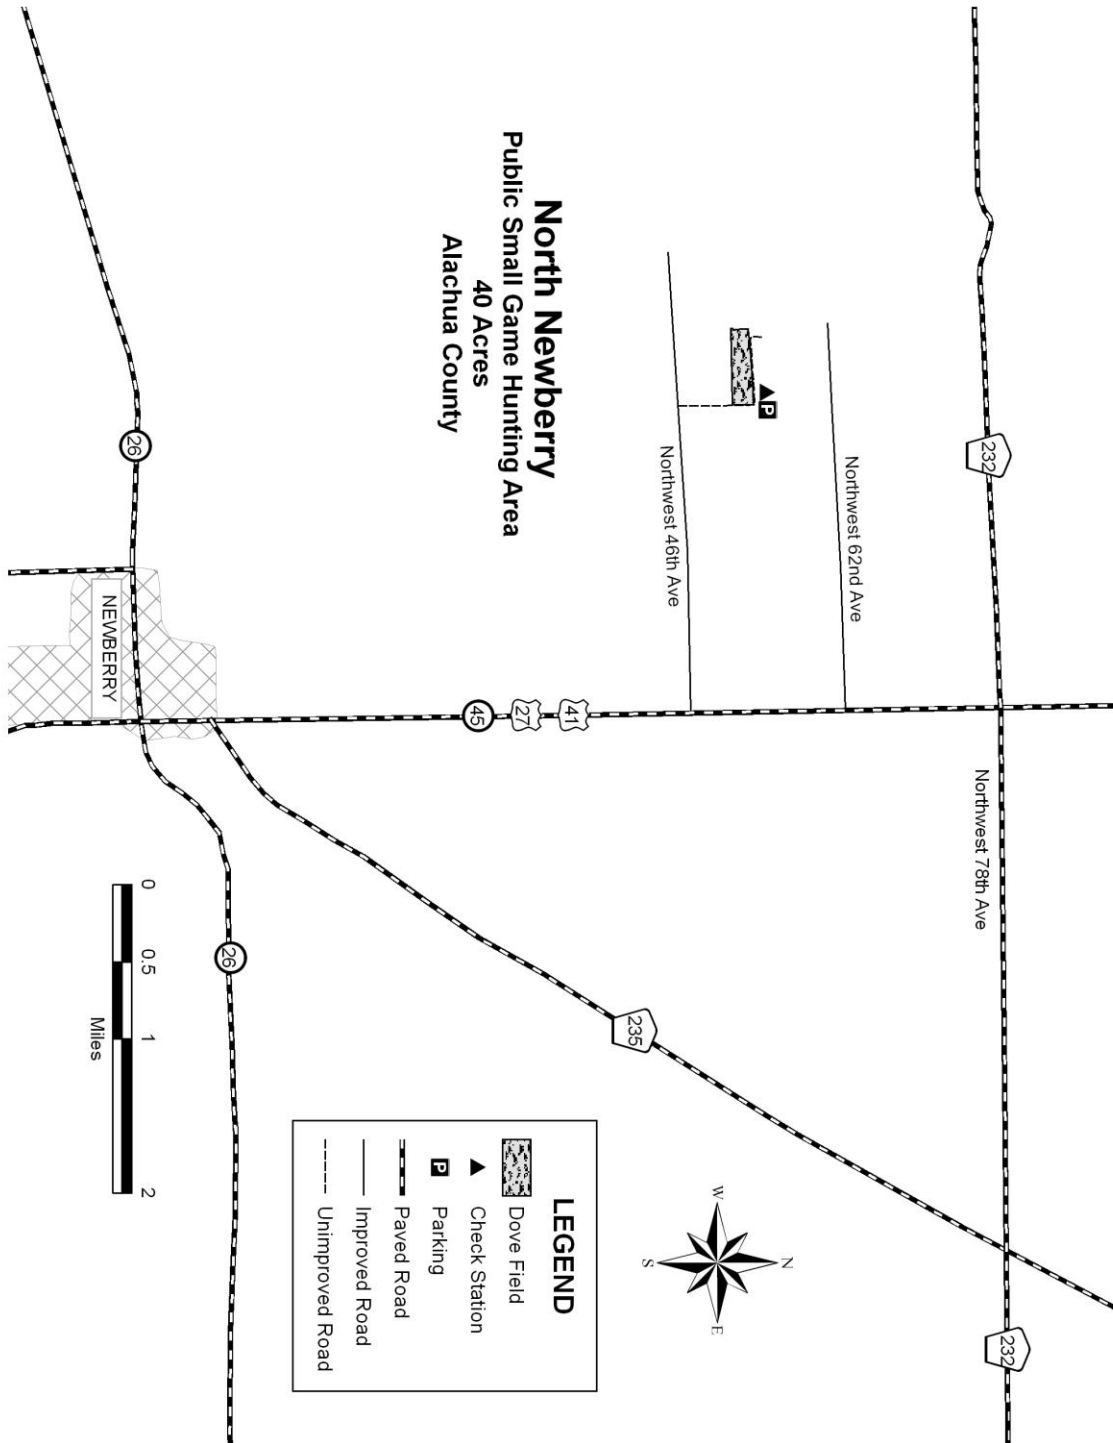 North Newberry
Public Small Game Hunting Area
40 Acres
Alachua County
232
Northwest 78th Ave
232
Northwest 62nd Ave
Northwest 46th Ave
P
41
27
45
235
26
NEWBERRY
26
0 0.5 1 2
Miles
N
W
E
S
LEGEND
Dove Field
Check Station
P Parking
Paved Road
Improved Road
Unimproved Road